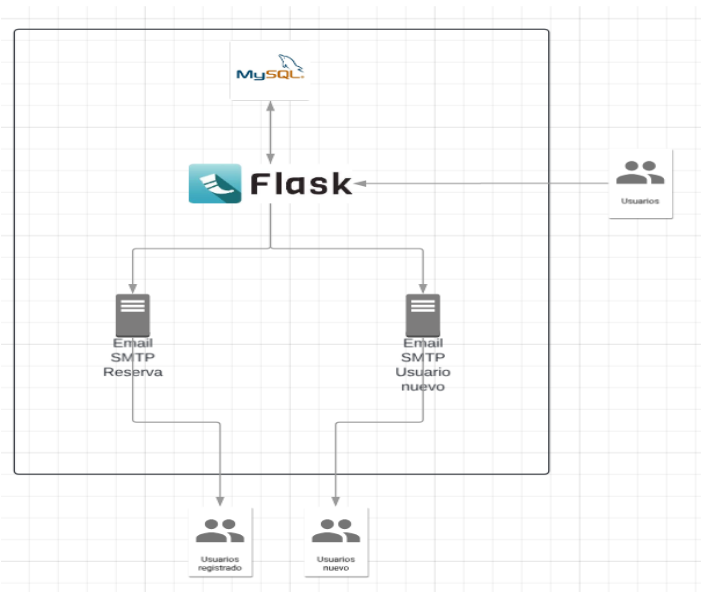 MySQL
Flask
Usuarios
Email
SMTP
Reserva
Email
SMTP
Usuario
nuevo
Usuarios
registrado
Usuarios
nuevo